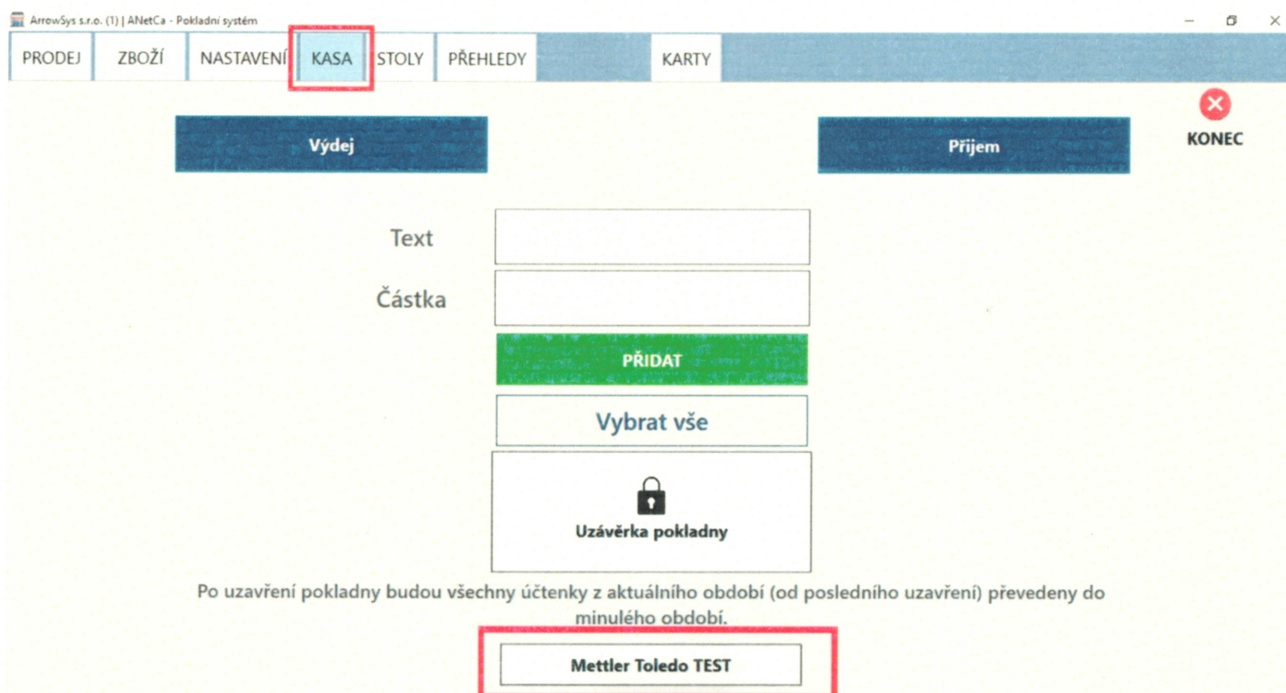 ArrowSys s.r.o. (1) | ANetCa - Pokladní systém
PRODEJ ZBOŽÍ NASTAVENÍ KASA STOLY PŘEHLEDY KARTY
KONEC
Výdej Přijem
Text
Částka
PŘIDAT
Vybrat vše
Uzávěrka pokladny
Po uzavření pokladny budou všechny účtenky z aktuálního období (od posledního uzavření) převedeny do
minulého období.
Mettler Toledo TEST